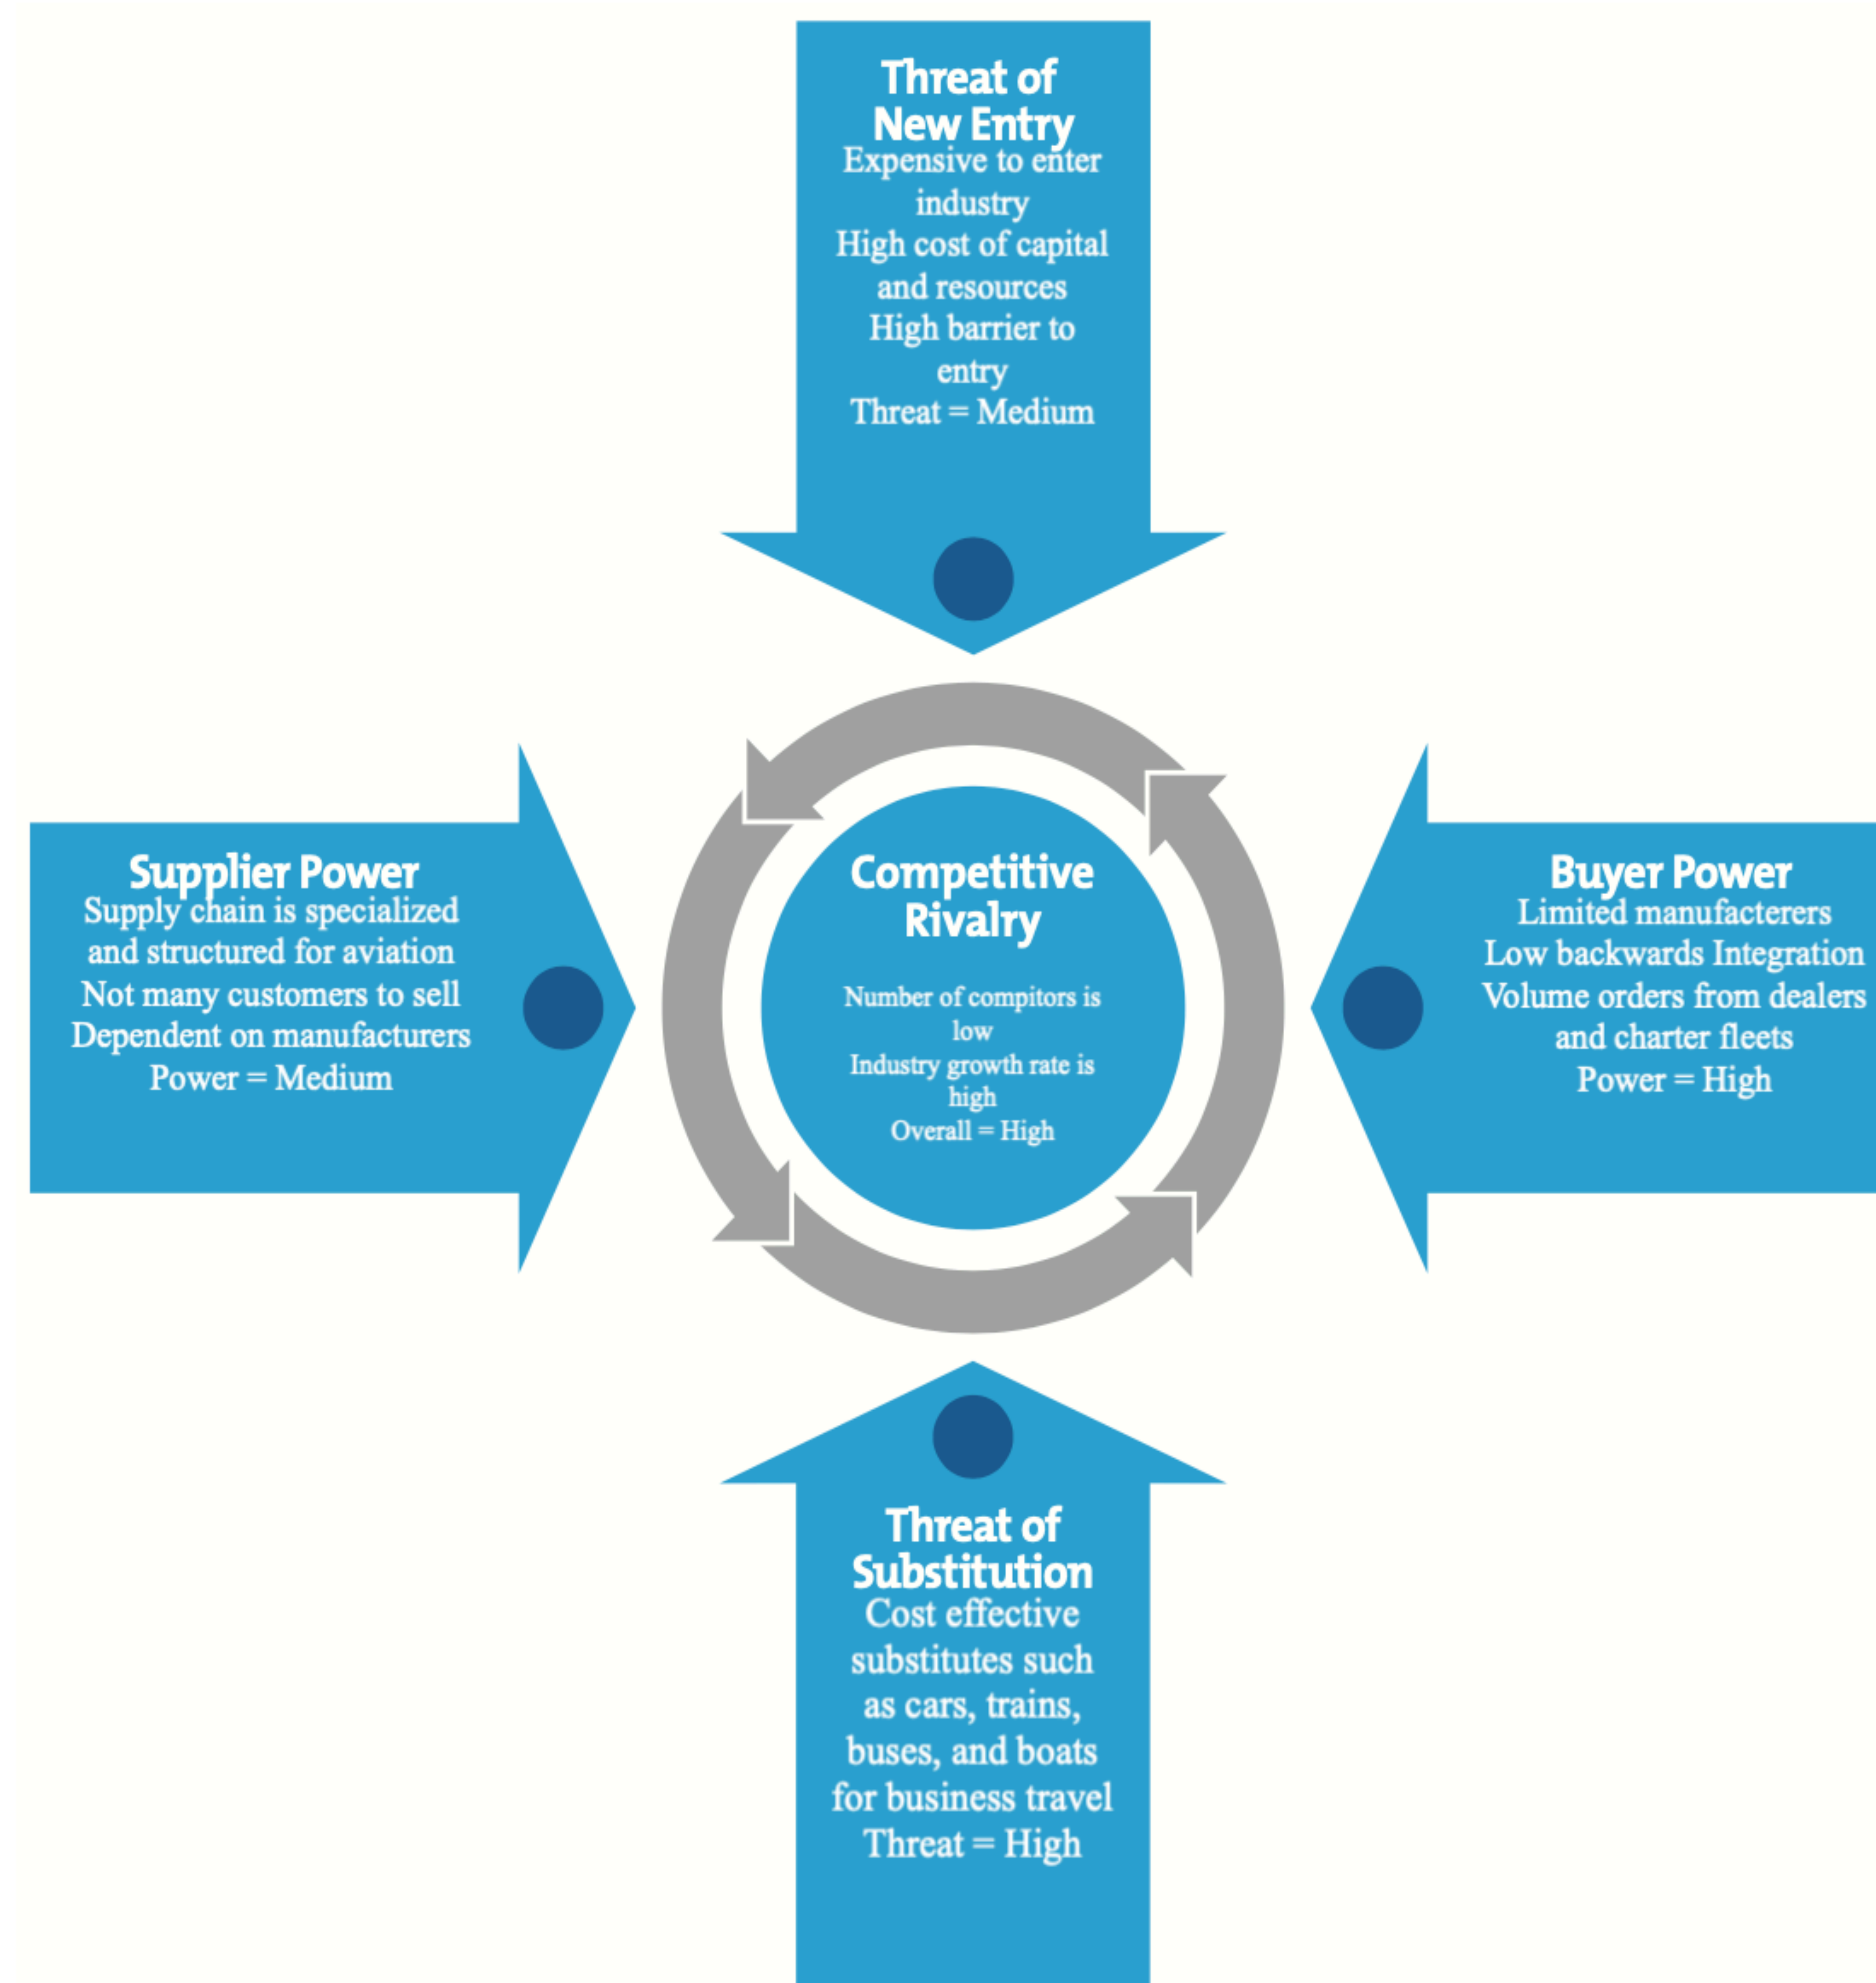 Threat of
New Entry
Expensive to enter
industry
High cost of capital
and resources
High barrier to
entry
Threat = Medium
Supplier Power
Supply chain is specialized
and structured for aviation
Not many customers to sell
Dependent on manufacturers
Power = Medium
Competitive
Rivalry
Number of compitors is
low
Industry growth rate is
high
Overall = High
Buyer Power
Limited manufacterers
Low backwards Integration
Volume orders from dealers
and charter fleets
Power = High
Threat of
Substitution
Cost effective
substitutes such
as cars, trains,
buses, and boats
for business travel
Threat = High